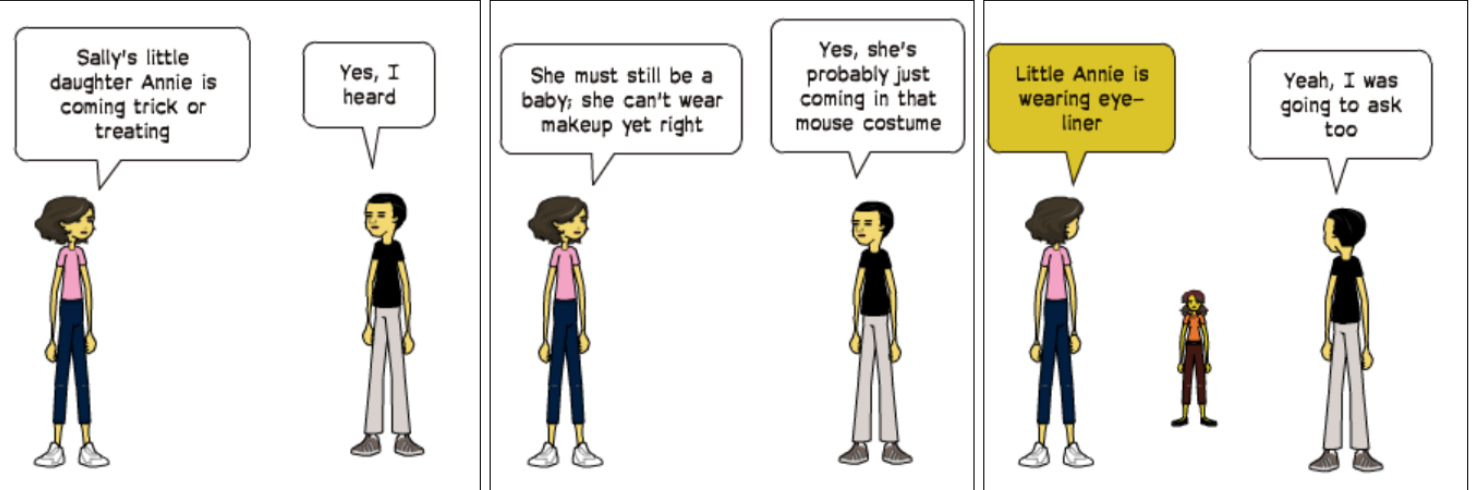 Sally's little
daughter Annie is
coming trick or
treating
Yes, I
heard
She must still be a
baby; she can't wear
makeup yet right
Yes, she's
probably just
coming in that
mouse costume
Little Annie is
wearing eye-
liner
Yeah, I was
going to ask
too